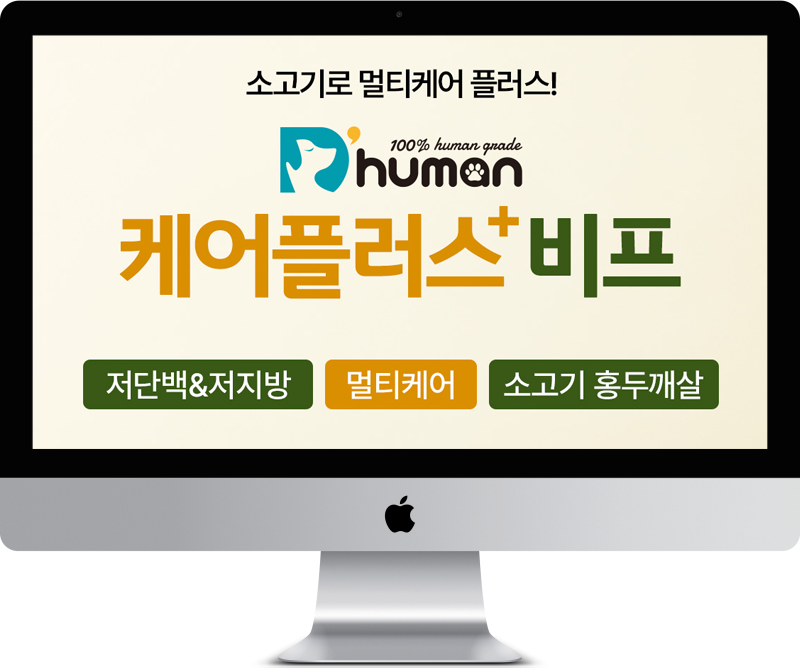 소고기로 멀티케어 플러스!
100% human grade
D'human
케어플러스+ 비프
저단백&저지방 멀티케어 소고기 홍두깨살